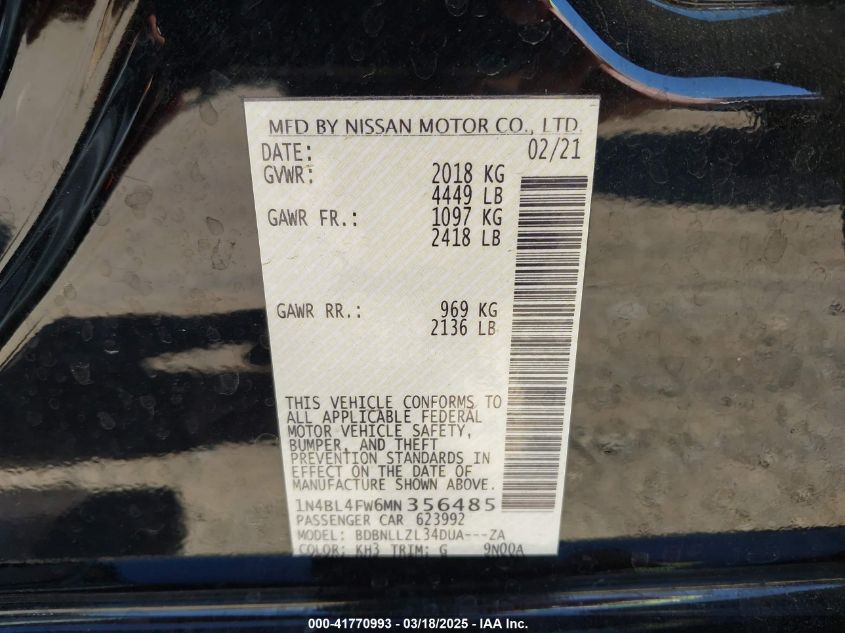 MFD BY NISSAN MOTOR CO., LTD.
DATE: 02/21
GVWR: 2018 KG
4449 LB
GAWR FR.: 1097 KG
2418 LB
GAWR RR.: 969 KG
2136 LB
THIS VEHICLE CONFORMS TO
ALL APPLICABLE FEDERAL
MOTOR VEHICLE SAFETY,
BUMPER, AND THEFT
PREVENTION STANDARDS IN
EFFECT ON THE DATE OF
MANUFACTURE SHOWN ABOVE.
1N4BL4FW6MN356485
PASSENGER CAR 623992
MODEL: BDBNLLZL34DUA---ZA
COLOR: KH3 TRIM: G 9N00A
000-41770993 - 03/18/2025 - IAA Inc.